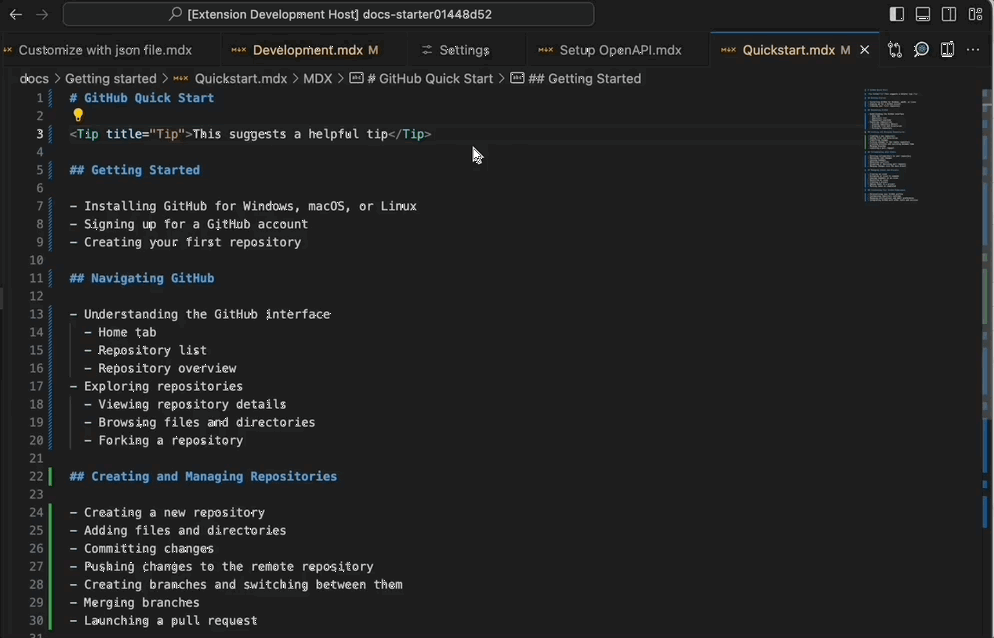 [Extension Development Host] docs-starter01448d52
Customize with json file.mdx Development.mdx M Settings Setup OpenAPI.mdx Quickstart.mdx M
docs > Getting started > Quickstart.mdx > MDX > # GitHub Quick Start > ## Getting Started
1 # GitHub Quick Start
2
3 <Tip title="Tip">This suggests a helpful tip</Tip>
4
5 ## Getting Started
6
7 - Installing GitHub for Windows, macOS, or Linux
8 - Signing up for a GitHub account
9 - Creating your first repository
10
11 ## Navigating GitHub
12
13 - Understanding the GitHub interface
14 - Home tab
15 - Repository list
16 - Repository overview
17 - Exploring repositories
18 - Viewing repository details
19 - Browsing files and directories
20 - Forking a repository
21
22 ## Creating and Managing Repositories
23
24 - Creating a new repository
25 - Adding files and directories
26 - Committing changes
27 - Pushing changes to the remote repository
28 - Creating branches and switching between them
29 - Merging branches
30 - Launching a pull request
31